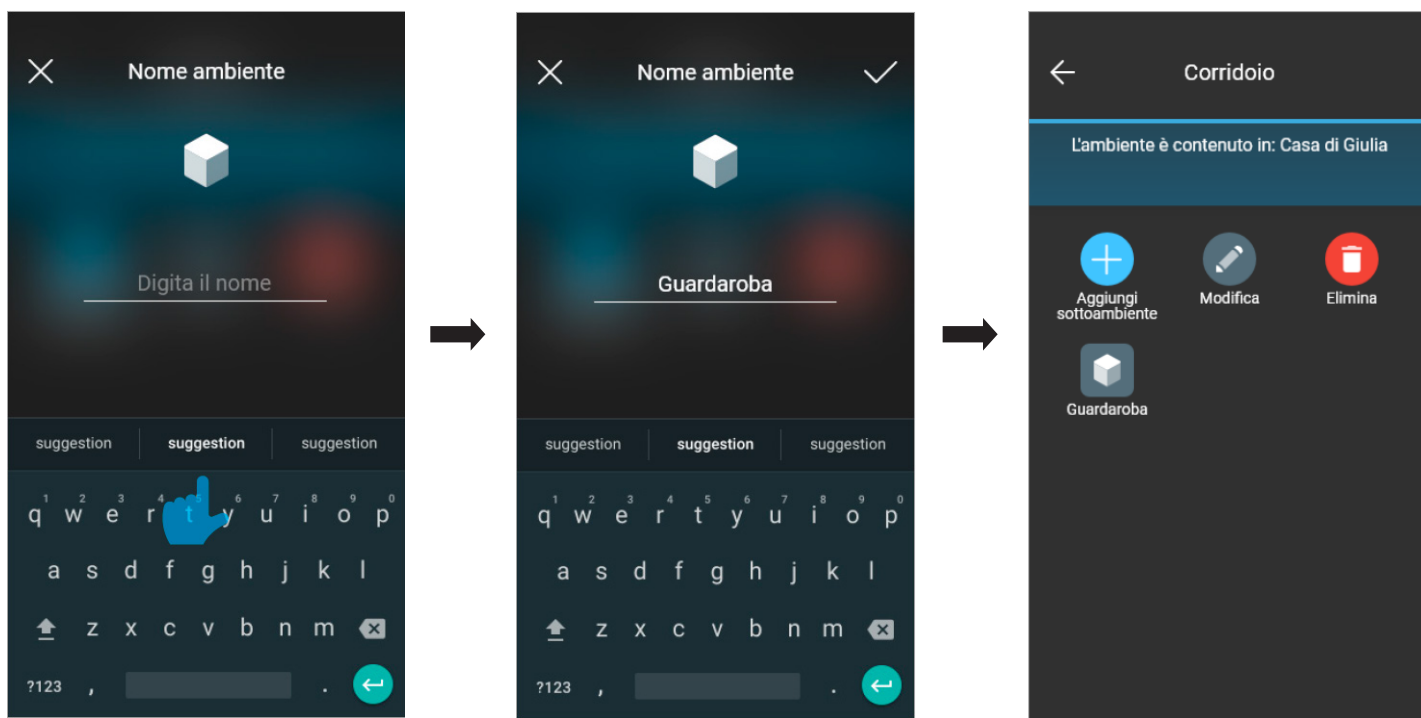 Nome ambiente
Digita il nome
suggestion suggestion suggestion
1 2 3 4 5 6 7 8 9 0
q w e r t y u i o p
a s d f g h j k l
z x c v b n m
?123 , .
Nome ambiente
Guardaroba
suggestion suggestion suggestion
1 2 3 4 5 6 7 8 9 0
q w e r t y u i o p
a s d f g h j k l
z x c v b n m
?123 , .
Corridoio
L'ambiente è contenuto in: Casa di Giulia
Aggiungi
sottoambiente
Modifica
Elimina
Guardaroba